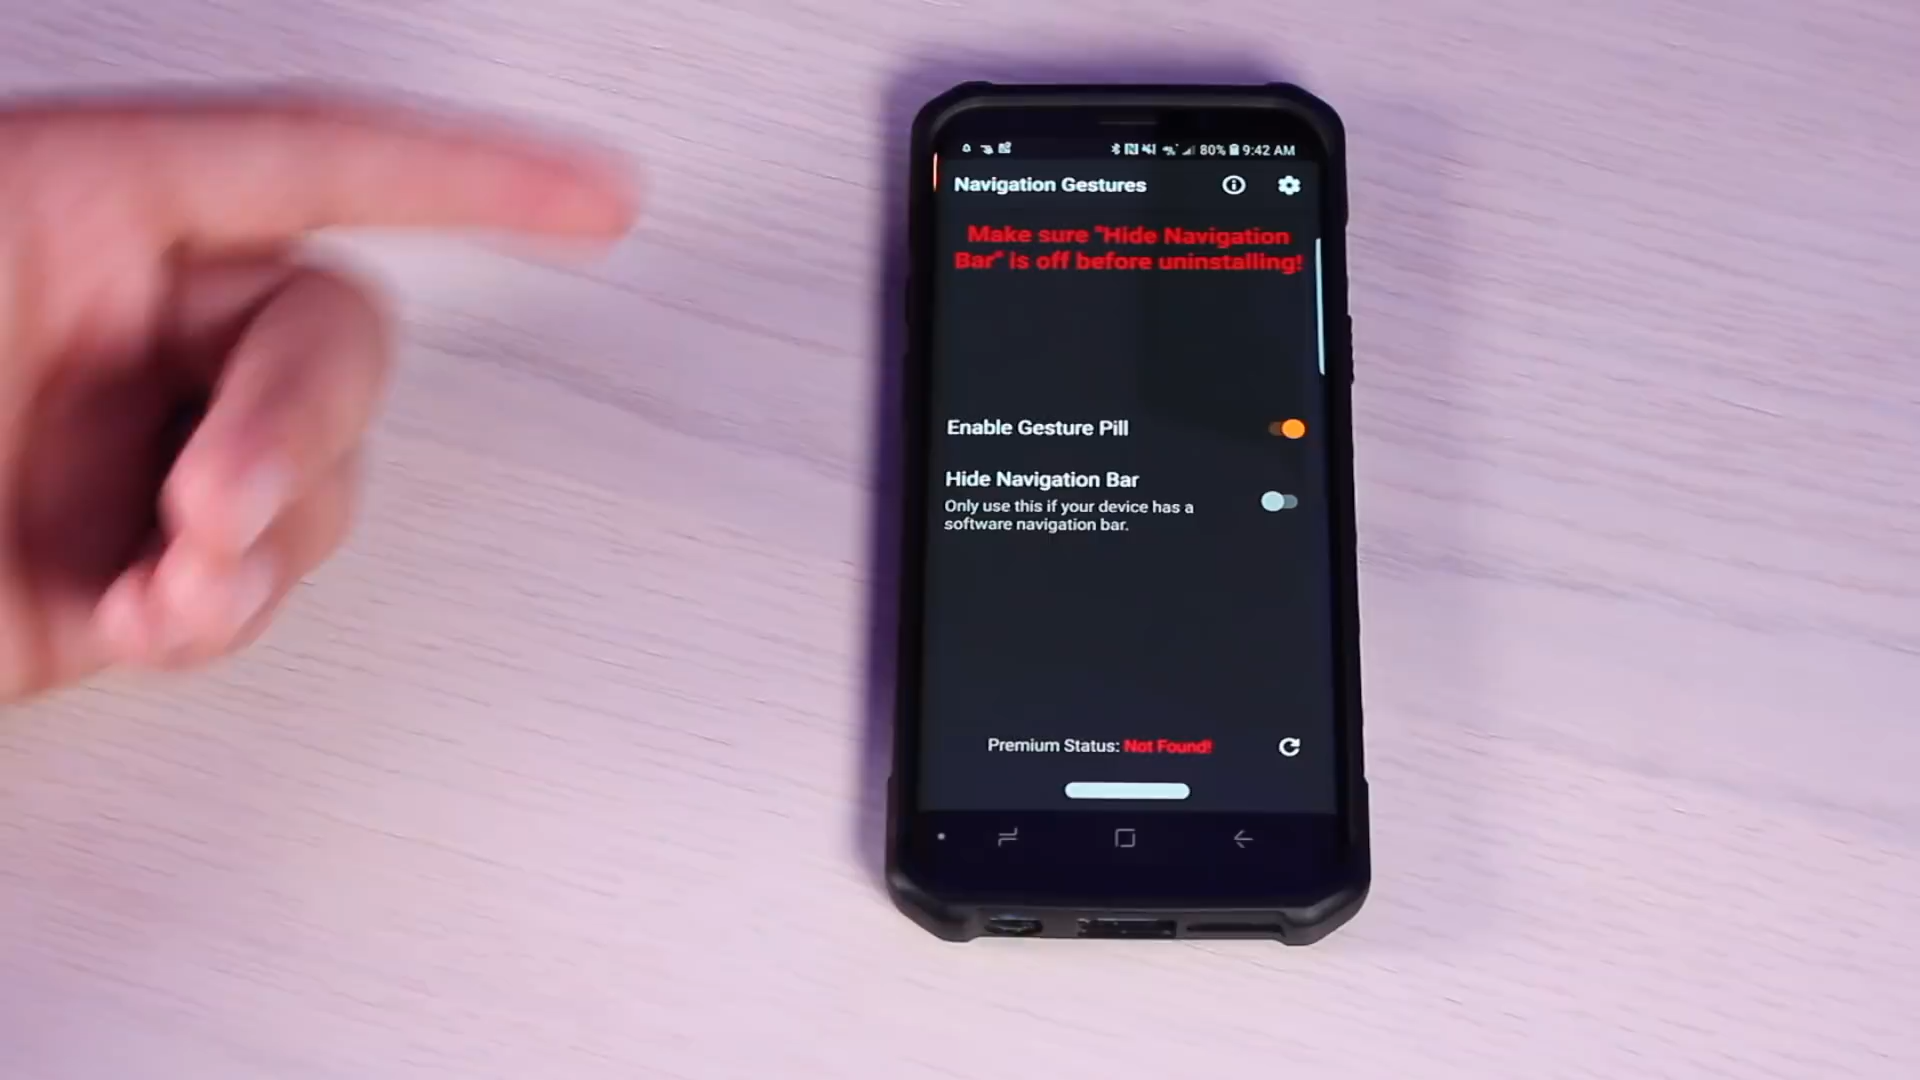 80% 9:42 AM
Navigation Gestures
Make sure "Hide Navigation
Bar" is off before uninstalling!
Enable Gesture Pill
Hide Navigation Bar
Only use this if your device has a
software navigation bar.
Premium Status: Not Found!